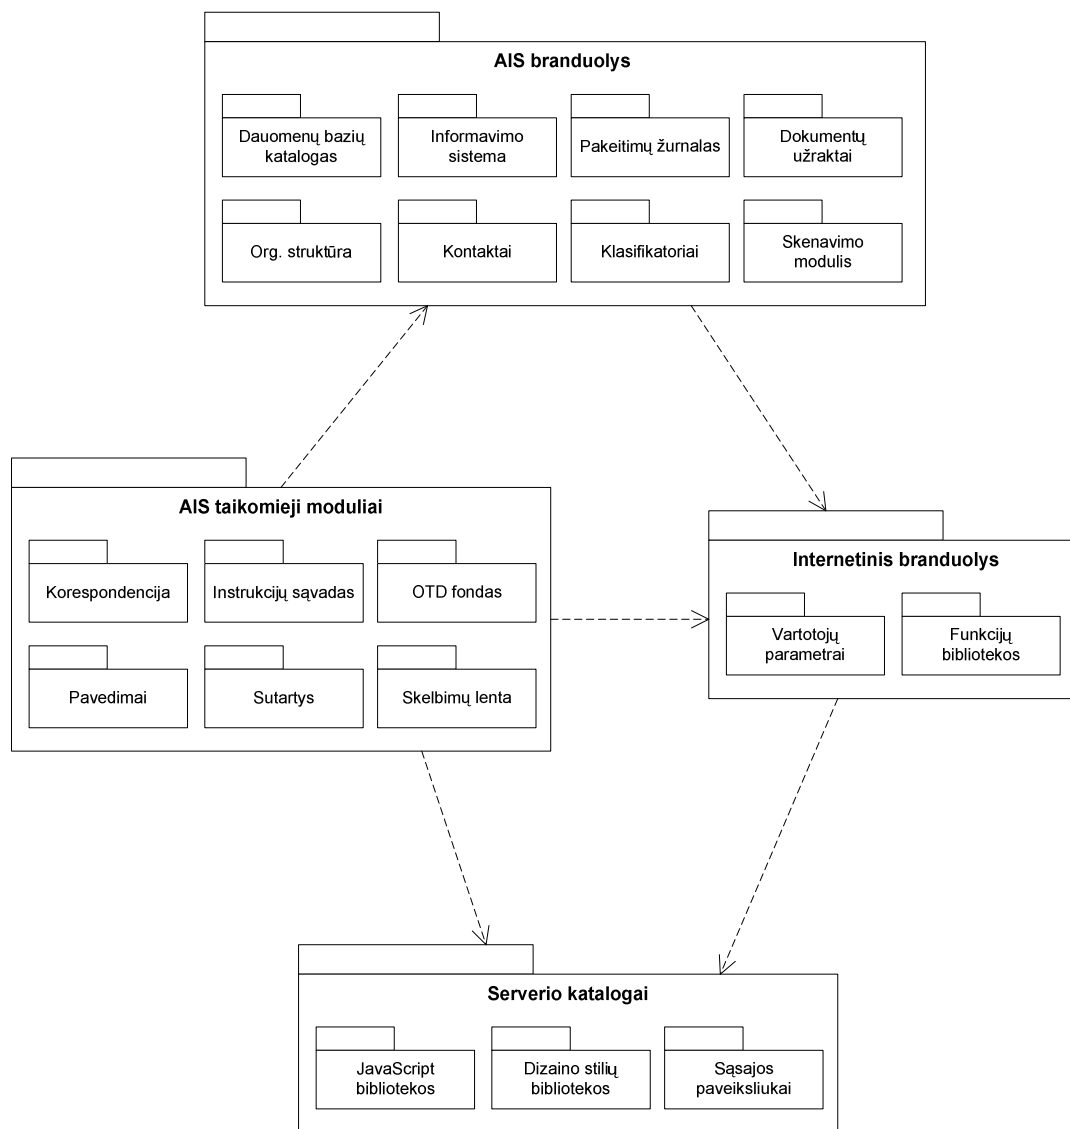 AIS branduolys
Dauomenų bazių
katalogas
Informavimo
sistema
Pakeitimų žurnalas
Dokumentų
užraktai
Org. struktūra
Kontaktai
Klasifikatoriai
Skenavimo
modulis
AIS taikomieji moduliai
Korespondencija
Instrukcijų sąvadas
OTD fondas
Pavedimai
Sutartys
Skelbimų lenta
Internetinis branduolys
Vartotojų
parametrai
Funkcijų
bibliotekos
Serverio katalogai
JavaScript
bibliotekos
Dizaino stilių
bibliotekos
Sąsajos
paveiksliukai